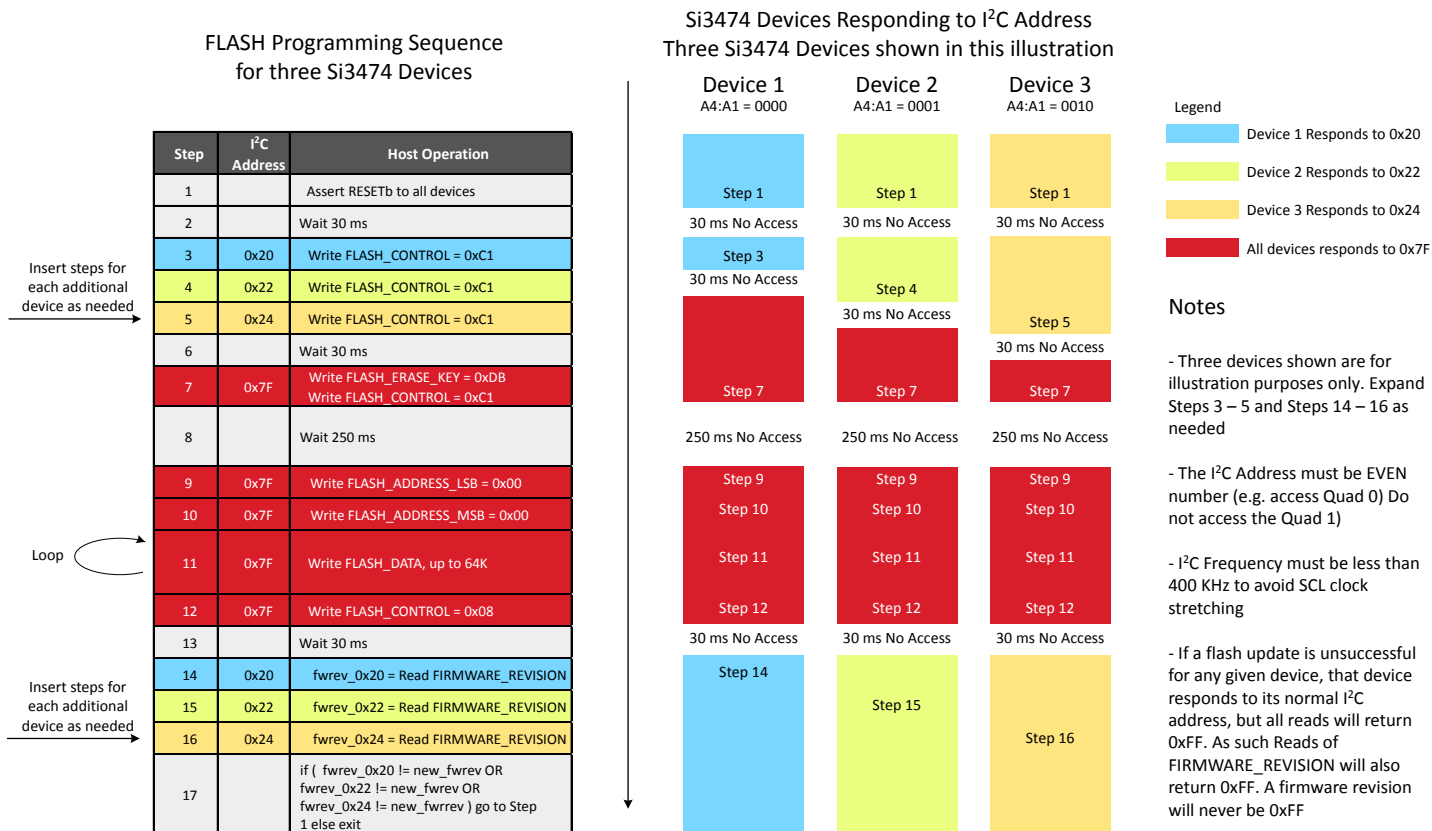 FLASH Programming Sequence
for three Si3474 Devices
Insert steps for
each additional
device as needed
Loop
Insert steps for
each additional
device as needed
Step I²C Address Host Operation
1 Assert RESETb to all devices
2 Wait 30 ms
3 0x20 Write FLASH_CONTROL = 0xC1
4 0x22 Write FLASH_CONTROL = 0xC1
5 0x24 Write FLASH_CONTROL = 0xC1
6 Wait 30 ms
7 0x7F Write FLASH_ERASE_KEY = 0xDB
Write FLASH_CONTROL = 0xC1
8 Wait 250 ms
9 0x7F Write FLASH_ADDRESS_LSB = 0x00
10 0x7F Write FLASH_ADDRESS_MSB = 0x00
11 0x7F Write FLASH_DATA, up to 64K
12 0x7F Write FLASH_CONTROL = 0x08
13 Wait 30 ms
14 0x20 fwrev_0x20 = Read FIRMWARE_REVISION
15 0x22 fwrev_0x22 = Read FIRMWARE_REVISION
16 0x24 fwrev_0x24 = Read FIRMWARE_REVISION
17 if ( fwrev_0x20 != new_fwrev OR
fwrev_0x22 != new_fwrev OR
fwrev_0x24 != new_fwrrev ) go to Step
1 else exit
Si3474 Devices Responding to I²C Address
Three Si3474 Devices shown in this illustration
Device 1 Device 2 Device 3
A4:A1 = 0000 A4:A1 = 0001 A4:A1 = 0010
Step 1 Step 1 Step 1
30 ms No Access 30 ms No Access 30 ms No Access
Step 3
30 ms No Access
Step 4
30 ms No Access
Step 5
30 ms No Access
Step 7 Step 7 Step 7
250 ms No Access 250 ms No Access 250 ms No Access
Step 9 Step 9 Step 9
Step 10 Step 10 Step 10
Step 11 Step 11 Step 11
Step 12 Step 12 Step 12
30 ms No Access 30 ms No Access 30 ms No Access
Step 14
Step 15
Step 16
Legend
Device 1 Responds to 0x20
Device 2 Responds to 0x22
Device 3 Responds to 0x24
All devices responds to 0x7F
Notes
- Three devices shown are for
illustration purposes only. Expand
Steps 3 – 5 and Steps 14 – 16 as
needed
- The I²C Address must be EVEN
number (e.g. access Quad 0) Do
not access the Quad 1)
- I²C Frequency must be less than
400 KHz to avoid SCL clock
stretching
- If a flash update is unsuccessful
for any given device, that device
responds to its normal I²C
address, but all reads will return
0xFF. As such Reads of
FIRMWARE_REVISION will also
return 0xFF. A firmware revision
will never be 0xFF